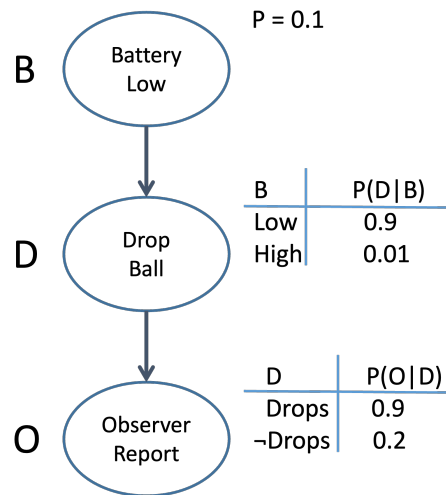 P = 0.1
B
Battery
Low
B P(D|B)
Low 0.9
High 0.01
D
Drop
Ball
D P(O|D)
Drops 0.9
¬Drops 0.2
O
Observer
Report